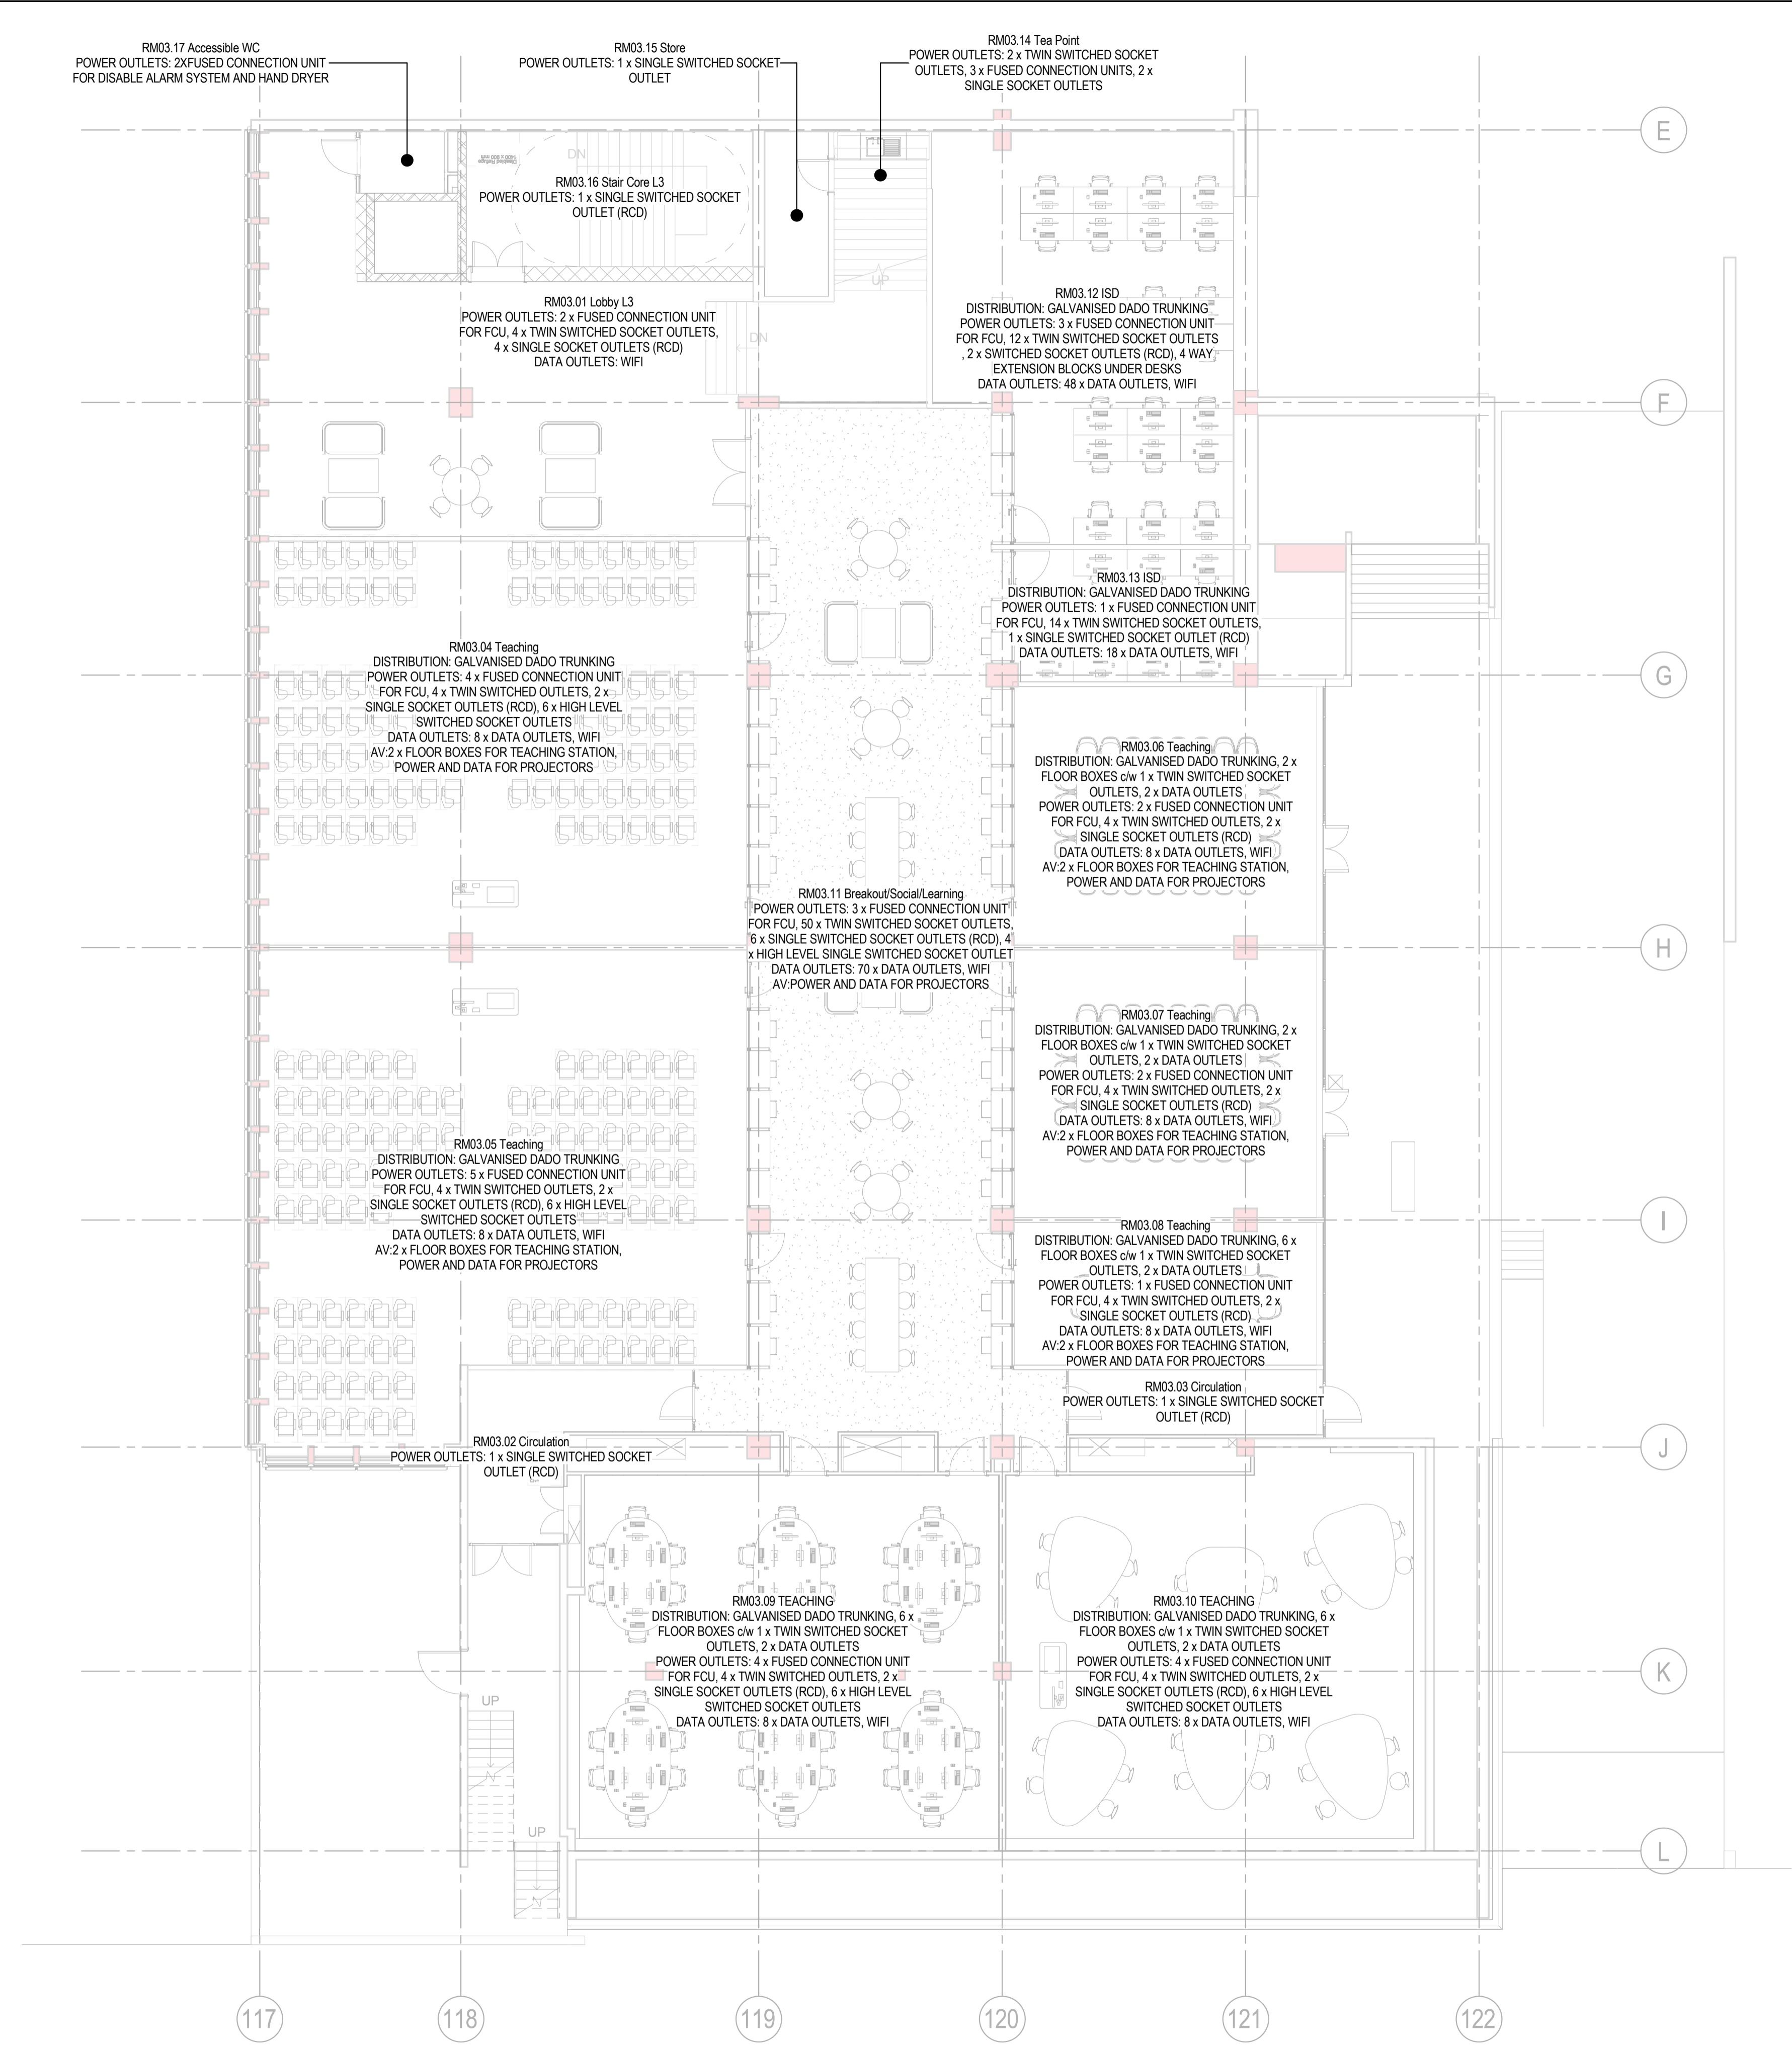 RM03.17 Accessible WC
POWER OUTLETS: 2XFUSED CONNECTION UNIT
FOR DISABLE ALARM SYSTEM AND HAND DRYER
RM03.15 Store
POWER OUTLETS: 1 x SINGLE SWITCHED SOCKET
OUTLET
RM03.14 Tea Point
POWER OUTLETS: 2 x TWIN SWITCHED SOCKET
OUTLETS, 3 x FUSED CONNECTION UNITS, 2 x
SINGLE SOCKET OUTLETS
E
DN
Disabled Refuge
1400 x 900 mm
RM03.16 Stair Core L3
POWER OUTLETS: 1 x SINGLE SWITCHED SOCKET
OUTLET (RCD)
UP
RM03.01 Lobby L3
POWER OUTLETS: 2 x FUSED CONNECTION UNIT
FOR FCU, 4 x TWIN SWITCHED SOCKET OUTLETS,
4 x SINGLE SOCKET OUTLETS (RCD)
DATA OUTLETS: WIFI
DN
RM03.12 ISD
DISTRIBUTION: GALVANISED DADO TRUNKING
POWER OUTLETS: 3 x FUSED CONNECTION UNIT
FOR FCU, 12 x TWIN SWITCHED SOCKET OUTLETS
, 2 x SWITCHED SOCKET OUTLETS (RCD), 4 WAY
EXTENSION BLOCKS UNDER DESKS
DATA OUTLETS: 48 x DATA OUTLETS, WIFI
F
RM03.13 ISD
DISTRIBUTION: GALVANISED DADO TRUNKING
POWER OUTLETS: 1 x FUSED CONNECTION UNIT
FOR FCU, 14 x TWIN SWITCHED SOCKET OUTLETS,
1 x SINGLE SWITCHED SOCKET OUTLET (RCD)
DATA OUTLETS: 18 x DATA OUTLETS, WIFI
RM03.04 Teaching
DISTRIBUTION: GALVANISED DADO TRUNKING
POWER OUTLETS: 4 x FUSED CONNECTION UNIT
FOR FCU, 4 x TWIN SWITCHED OUTLETS, 2 x
SINGLE SOCKET OUTLETS (RCD), 6 x HIGH LEVEL
SWITCHED SOCKET OUTLETS
DATA OUTLETS: 8 x DATA OUTLETS, WIFI
AV:2 x FLOOR BOXES FOR TEACHING STATION,
POWER AND DATA FOR PROJECTORS
G
RM03.06 Teaching
DISTRIBUTION: GALVANISED DADO TRUNKING, 2 x
FLOOR BOXES c/w 1 x TWIN SWITCHED SOCKET
OUTLETS, 2 x DATA OUTLETS
POWER OUTLETS: 2 x FUSED CONNECTION UNIT
FOR FCU, 4 x TWIN SWITCHED OUTLETS, 2 x
SINGLE SOCKET OUTLETS (RCD)
DATA OUTLETS: 8 x DATA OUTLETS, WIFI
AV:2 x FLOOR BOXES FOR TEACHING STATION,
POWER AND DATA FOR PROJECTORS
RM03.11 Breakout/Social/Learning
POWER OUTLETS: 3 x FUSED CONNECTION UNIT
FOR FCU, 50 x TWIN SWITCHED SOCKET OUTLETS,
6 x SINGLE SWITCHED SOCKET OUTLETS (RCD), 4
x HIGH LEVEL SINGLE SWITCHED SOCKET OUTLET
DATA OUTLETS: 70 x DATA OUTLETS, WIFI
AV:POWER AND DATA FOR PROJECTORS
H
RM03.07 Teaching
DISTRIBUTION: GALVANISED DADO TRUNKING, 2 x
FLOOR BOXES c/w 1 x TWIN SWITCHED SOCKET
OUTLETS, 2 x DATA OUTLETS
POWER OUTLETS: 2 x FUSED CONNECTION UNIT
FOR FCU, 4 x TWIN SWITCHED OUTLETS, 2 x
SINGLE SOCKET OUTLETS (RCD)
DATA OUTLETS: 8 x DATA OUTLETS, WIFI
AV:2 x FLOOR BOXES FOR TEACHING STATION,
POWER AND DATA FOR PROJECTORS
RM03.05 Teaching
DISTRIBUTION: GALVANISED DADO TRUNKING
POWER OUTLETS: 5 x FUSED CONNECTION UNIT
FOR FCU, 4 x TWIN SWITCHED OUTLETS, 2 x
SINGLE SOCKET OUTLETS (RCD), 6 x HIGH LEVEL
SWITCHED SOCKET OUTLETS
DATA OUTLETS: 8 x DATA OUTLETS, WIFI
AV:2 x FLOOR BOXES FOR TEACHING STATION,
POWER AND DATA FOR PROJECTORS
I
RM03.08 Teaching
DISTRIBUTION: GALVANISED DADO TRUNKING, 6 x
FLOOR BOXES c/w 1 x TWIN SWITCHED SOCKET
OUTLETS, 2 x DATA OUTLETS
POWER OUTLETS: 1 x FUSED CONNECTION UNIT
FOR FCU, 4 x TWIN SWITCHED OUTLETS, 2 x
SINGLE SOCKET OUTLETS (RCD)
DATA OUTLETS: 8 x DATA OUTLETS, WIFI
AV:2 x FLOOR BOXES FOR TEACHING STATION,
POWER AND DATA FOR PROJECTORS
RM03.03 Circulation
POWER OUTLETS: 1 x SINGLE SWITCHED SOCKET
OUTLET (RCD)
RM03.02 Circulation
POWER OUTLETS: 1 x SINGLE SWITCHED SOCKET
OUTLET (RCD)
J
RM03.09 TEACHING
DISTRIBUTION: GALVANISED DADO TRUNKING, 6 x
FLOOR BOXES c/w 1 x TWIN SWITCHED SOCKET
OUTLETS, 2 x DATA OUTLETS
POWER OUTLETS: 4 x FUSED CONNECTION UNIT
FOR FCU, 4 x TWIN SWITCHED OUTLETS, 2 x
SINGLE SOCKET OUTLETS (RCD), 6 x HIGH LEVEL
SWITCHED SOCKET OUTLETS
DATA OUTLETS: 8 x DATA OUTLETS, WIFI
RM03.10 TEACHING
DISTRIBUTION: GALVANISED DADO TRUNKING, 6 x
FLOOR BOXES c/w 1 x TWIN SWITCHED SOCKET
OUTLETS, 2 x DATA OUTLETS
POWER OUTLETS: 4 x FUSED CONNECTION UNIT
FOR FCU, 4 x TWIN SWITCHED OUTLETS, 2 x
SINGLE SOCKET OUTLETS (RCD), 6 x HIGH LEVEL
SWITCHED SOCKET OUTLETS
DATA OUTLETS: 8 x DATA OUTLETS, WIFI
K
UP
UP
L
117
118
119
120
121
122